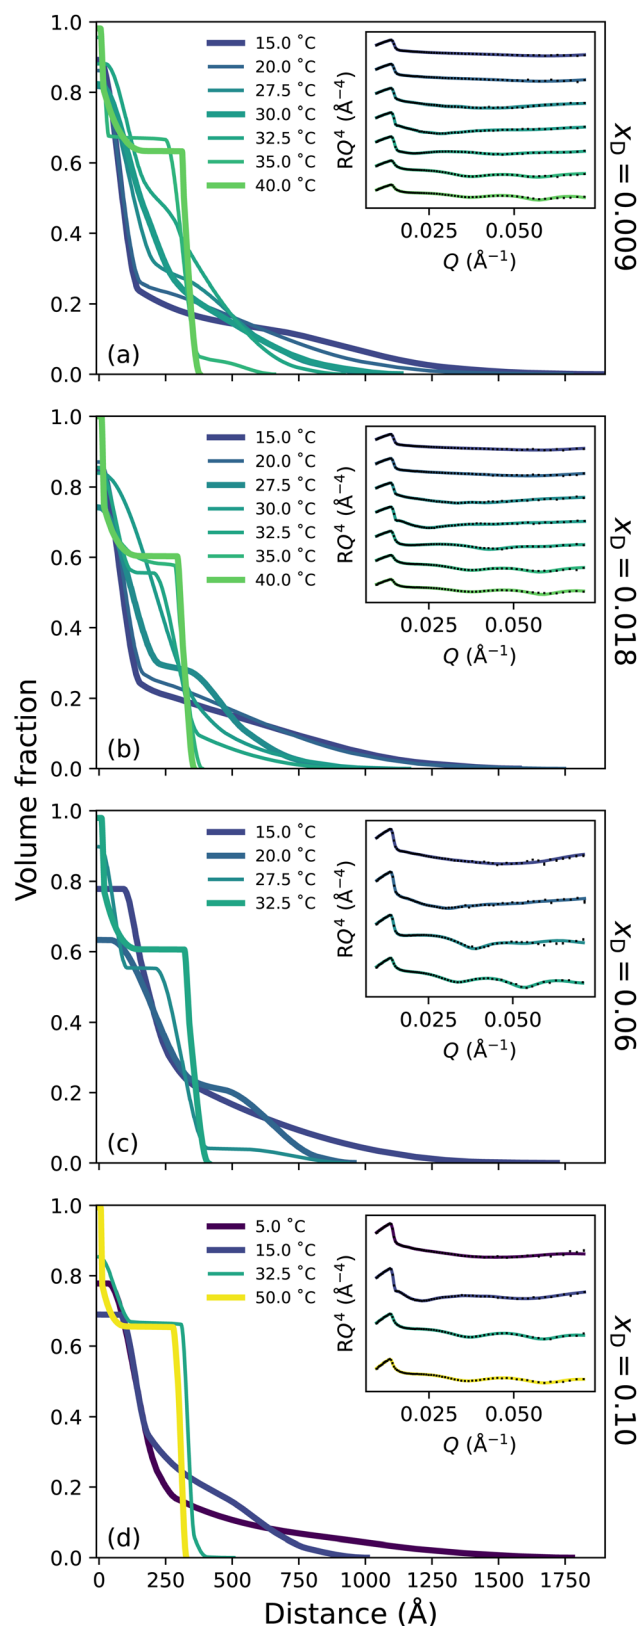 1.0
0.8
0.6
0.4
0.2
0.0
(a)
15.0 ˚C
20.0 ˚C
27.5 ˚C
30.0 ˚C
32.5 ˚C
35.0 ˚C
40.0 ˚C
RQ⁴ (Å⁻⁴)
0.025 0.050
Q (Å⁻¹)
x_D = 0.009
1.0
0.8
0.6
0.4
0.2
0.0
(b)
15.0 ˚C
20.0 ˚C
27.5 ˚C
30.0 ˚C
32.5 ˚C
35.0 ˚C
40.0 ˚C
RQ⁴ (Å⁻⁴)
0.025 0.050
Q (Å⁻¹)
x_D = 0.018
Volume fraction
1.0
0.8
0.6
0.4
0.2
0.0
(c)
15.0 ˚C
20.0 ˚C
27.5 ˚C
32.5 ˚C
RQ⁴ (Å⁻⁴)
0.025 0.050
Q (Å⁻¹)
x_D = 0.06
1.0
0.8
0.6
0.4
0.2
0.0
(d)
5.0 ˚C
15.0 ˚C
32.5 ˚C
50.0 ˚C
RQ⁴ (Å⁻⁴)
0.025 0.050
Q (Å⁻¹)
x_D = 0.10
0 250 500 750 1000 1250 1500 1750
Distance (Å)